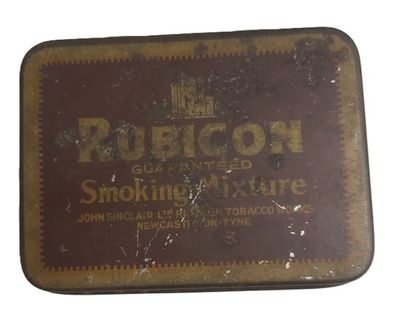 RUBICON
GUARANTEED
Smoking Mixture
JOHN SINCLAIR LTD TOBACCO WORKS
NEWCASTLE-ON-TYNE